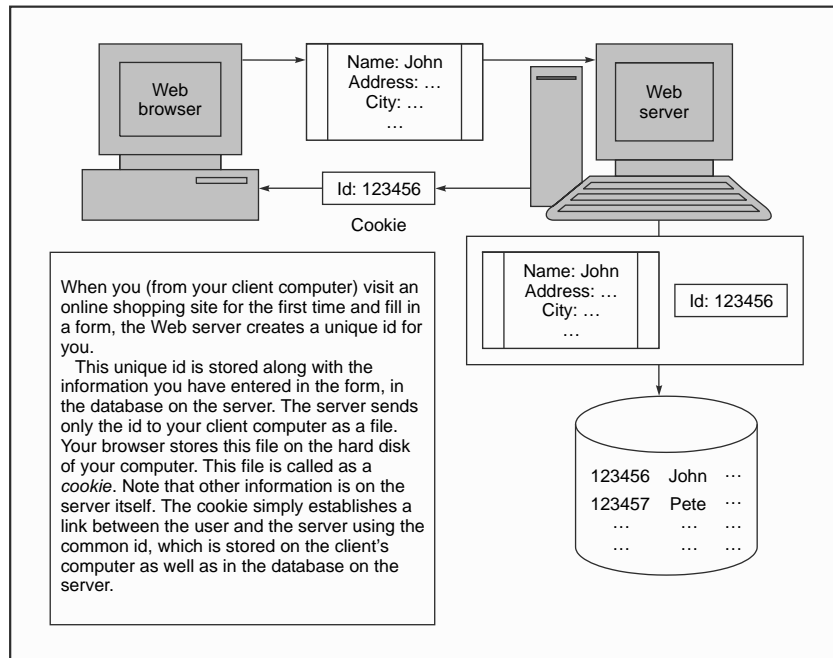 Web
browser
Name: John
Address: …
City: …
…
Web
server
Id: 123456
Cookie
When you (from your client computer) visit an
online shopping site for the first time and fill in
a form, the Web server creates a unique id for
you.
This unique id is stored along with the
information you have entered in the form, in
the database on the server. The server sends
only the id to your client computer as a file.
Your browser stores this file on the hard disk
of your computer. This file is called as a
cookie. Note that other information is on the
server itself. The cookie simply establishes a
link between the user and the server using the
common id, which is stored on the client's
computer as well as in the database on the
server.
Name: John
Address: …
City: …
…
Id: 123456
123456 John …
123457 Pete …
… … …
… … …